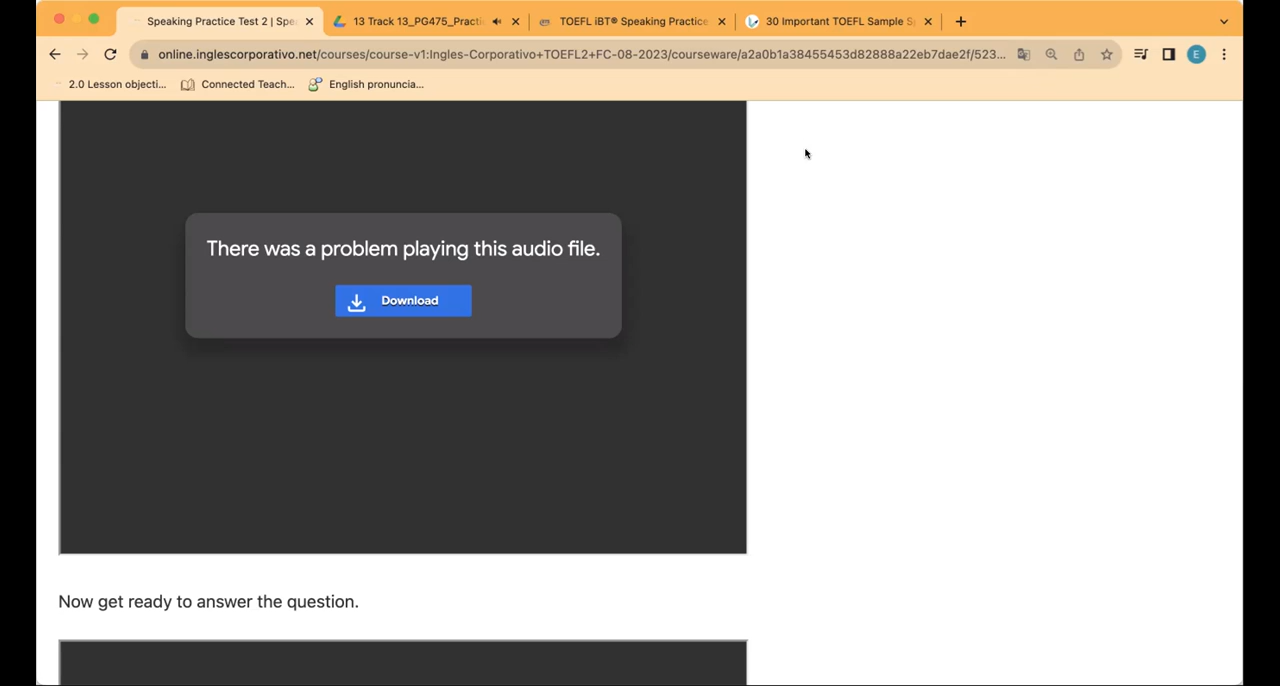 Speaking Practice Test 2 | Spe
13 Track 13_PG475_Practi
TOEFL iBT® Speaking Practice
30 Important TOEFL Sample S
online.inglescorporativo.net/courses/course-v1:Ingles-Corporativo+TOEFL2+FC-08-2023/courseware/a2a0b1a38455453d82888a22eb7dae2f/523...
E
2.0 Lesson objecti...
Connected Teach...
English pronuncia...
There was a problem playing this audio file.
Download
Now get ready to answer the question.